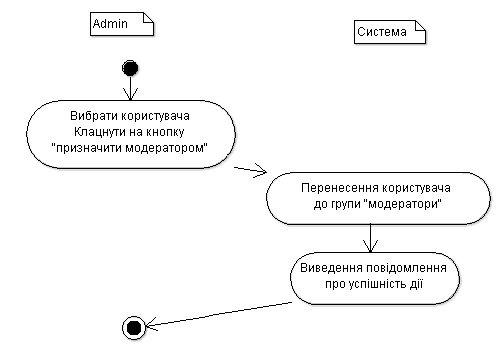 Admin
Система
Вибрати користувача
Клацнути на кнопку
"призначити модератором"
Перенесення користувача
до групи "модератори"
Виведення повідомлення
про успішність дії